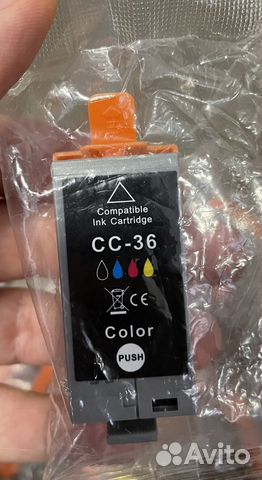 Compatible
Ink Cartridge
CC-36
CE
Color
PUSH
Avito